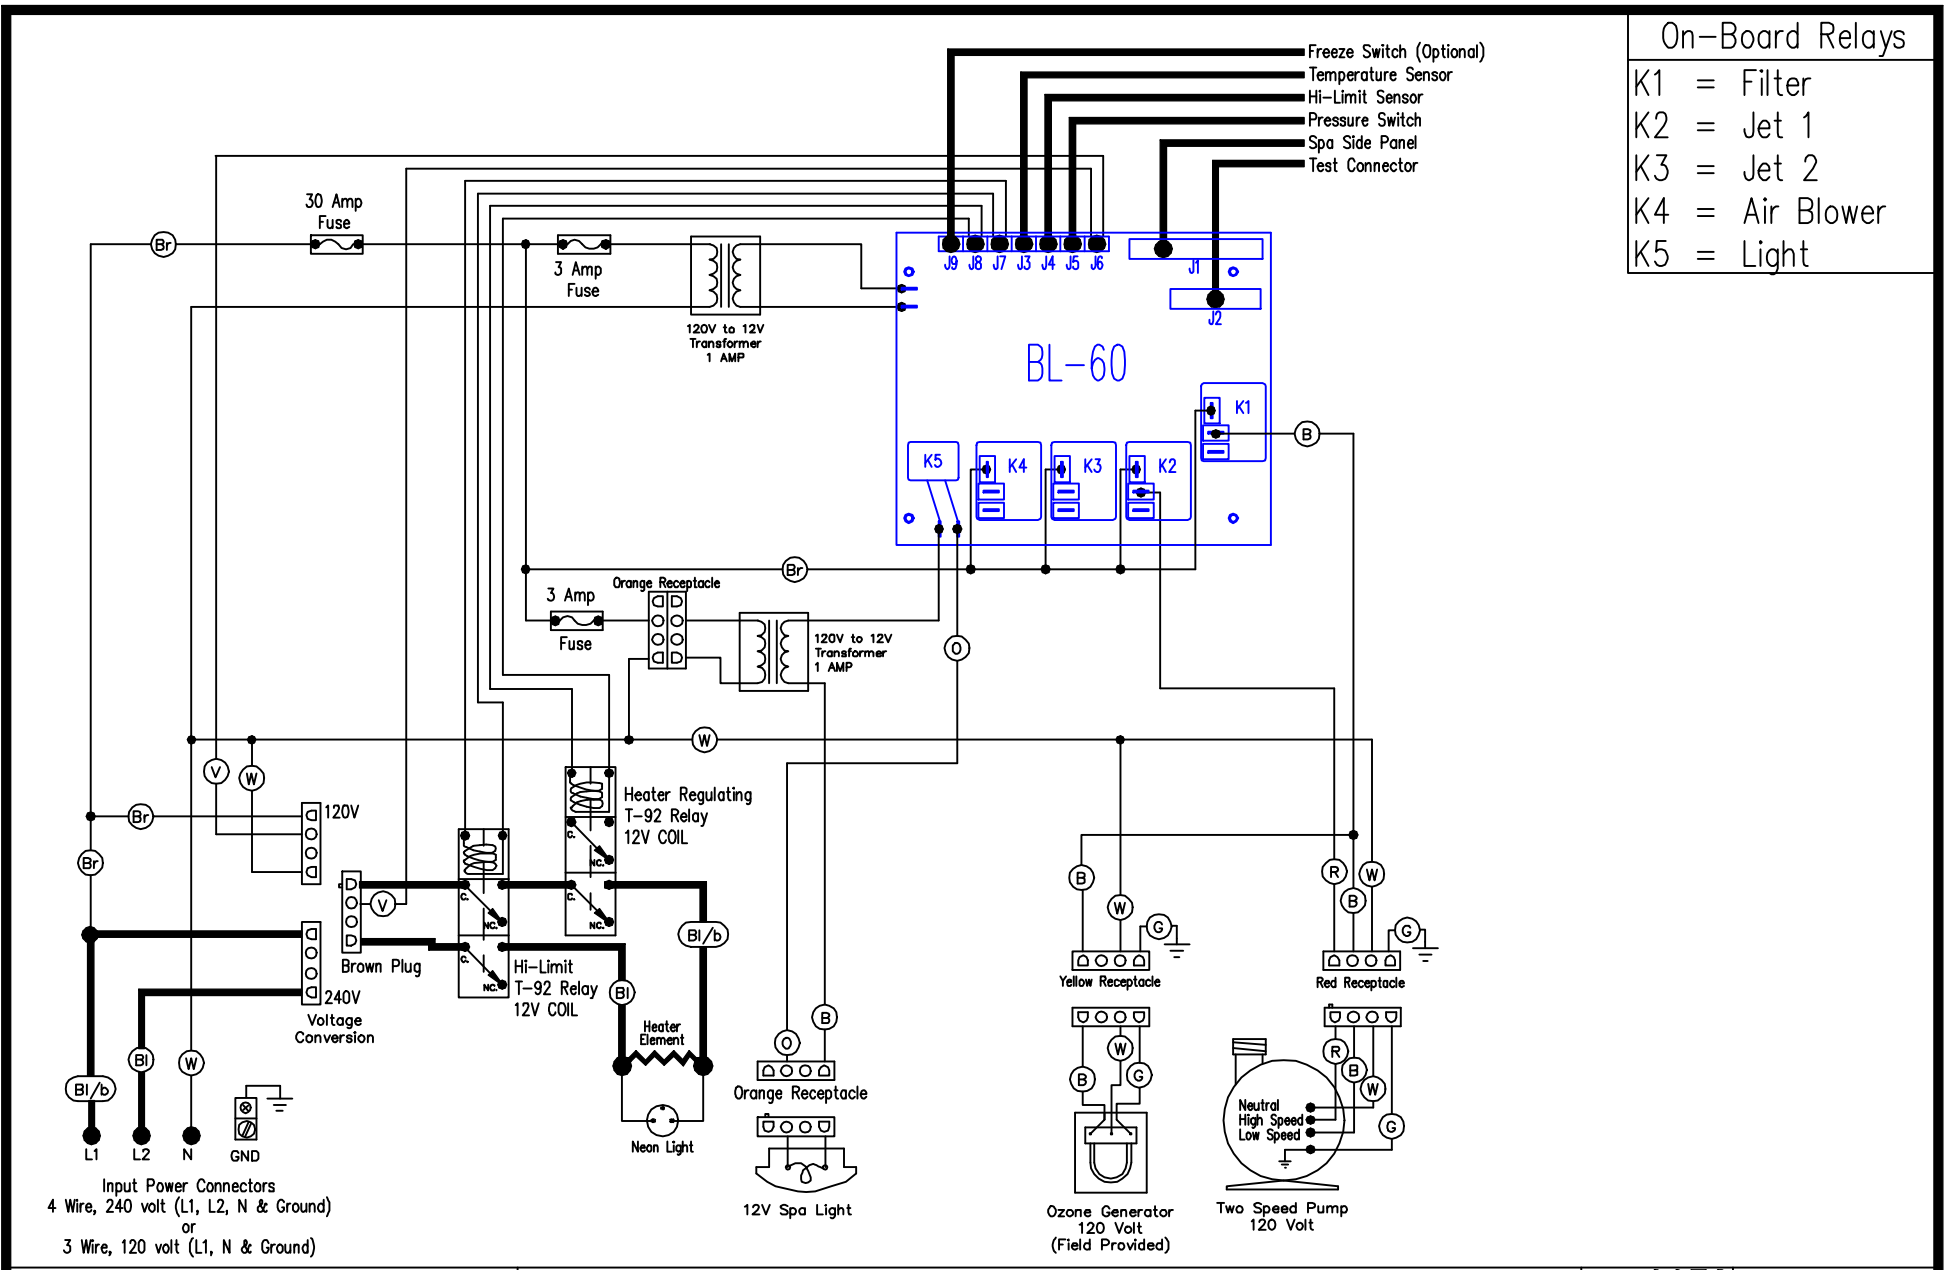 On-Board Relays
K1 = Filter
K2 = Jet 1
K3 = Jet 2
K4 = Air Blower
K5 = Light
Freeze Switch (Optional)
Temperature Sensor
Hi-Limit Sensor
Pressure Switch
Spa Side Panel
Test Connector
30 Amp
Fuse
Br
3 Amp
Fuse
120V to 12V
Transformer
1 AMP
J9 J8 J7 J3 J4 J5 J6
J1
J2
BL-60
K1
B
K5
K4
K3
K2
Br
Orange Receptacle
3 Amp
Fuse
120V to 12V
Transformer
1 AMP
O
W
V
W
Br
120V
Br
Heater Regulating
T-92 Relay
12V COIL
C.
NC.
C.
NC.
V
C.
NC.
C.
NC.
Brown Plug
Hi-Limit
T-92 Relay
12V COIL
240V
Voltage
Conversion
Bl/b
Bl
Heater
Element
Neon Light
Bl/b
Bl
W
L1
L2
N
GND
Input Power Connectors
4 Wire, 240 volt (L1, L2, N & Ground)
or
3 Wire, 120 volt (L1, N & Ground)
O
B
Orange Receptacle
12V Spa Light
B
W
G
Yellow Receptacle
B
W
G
Ozone Generator
120 Volt
(Field Provided)
R
B
W
G
Red Receptacle
R
B
W
G
Neutral
High Speed
Low Speed
Two Speed Pump
120 Volt